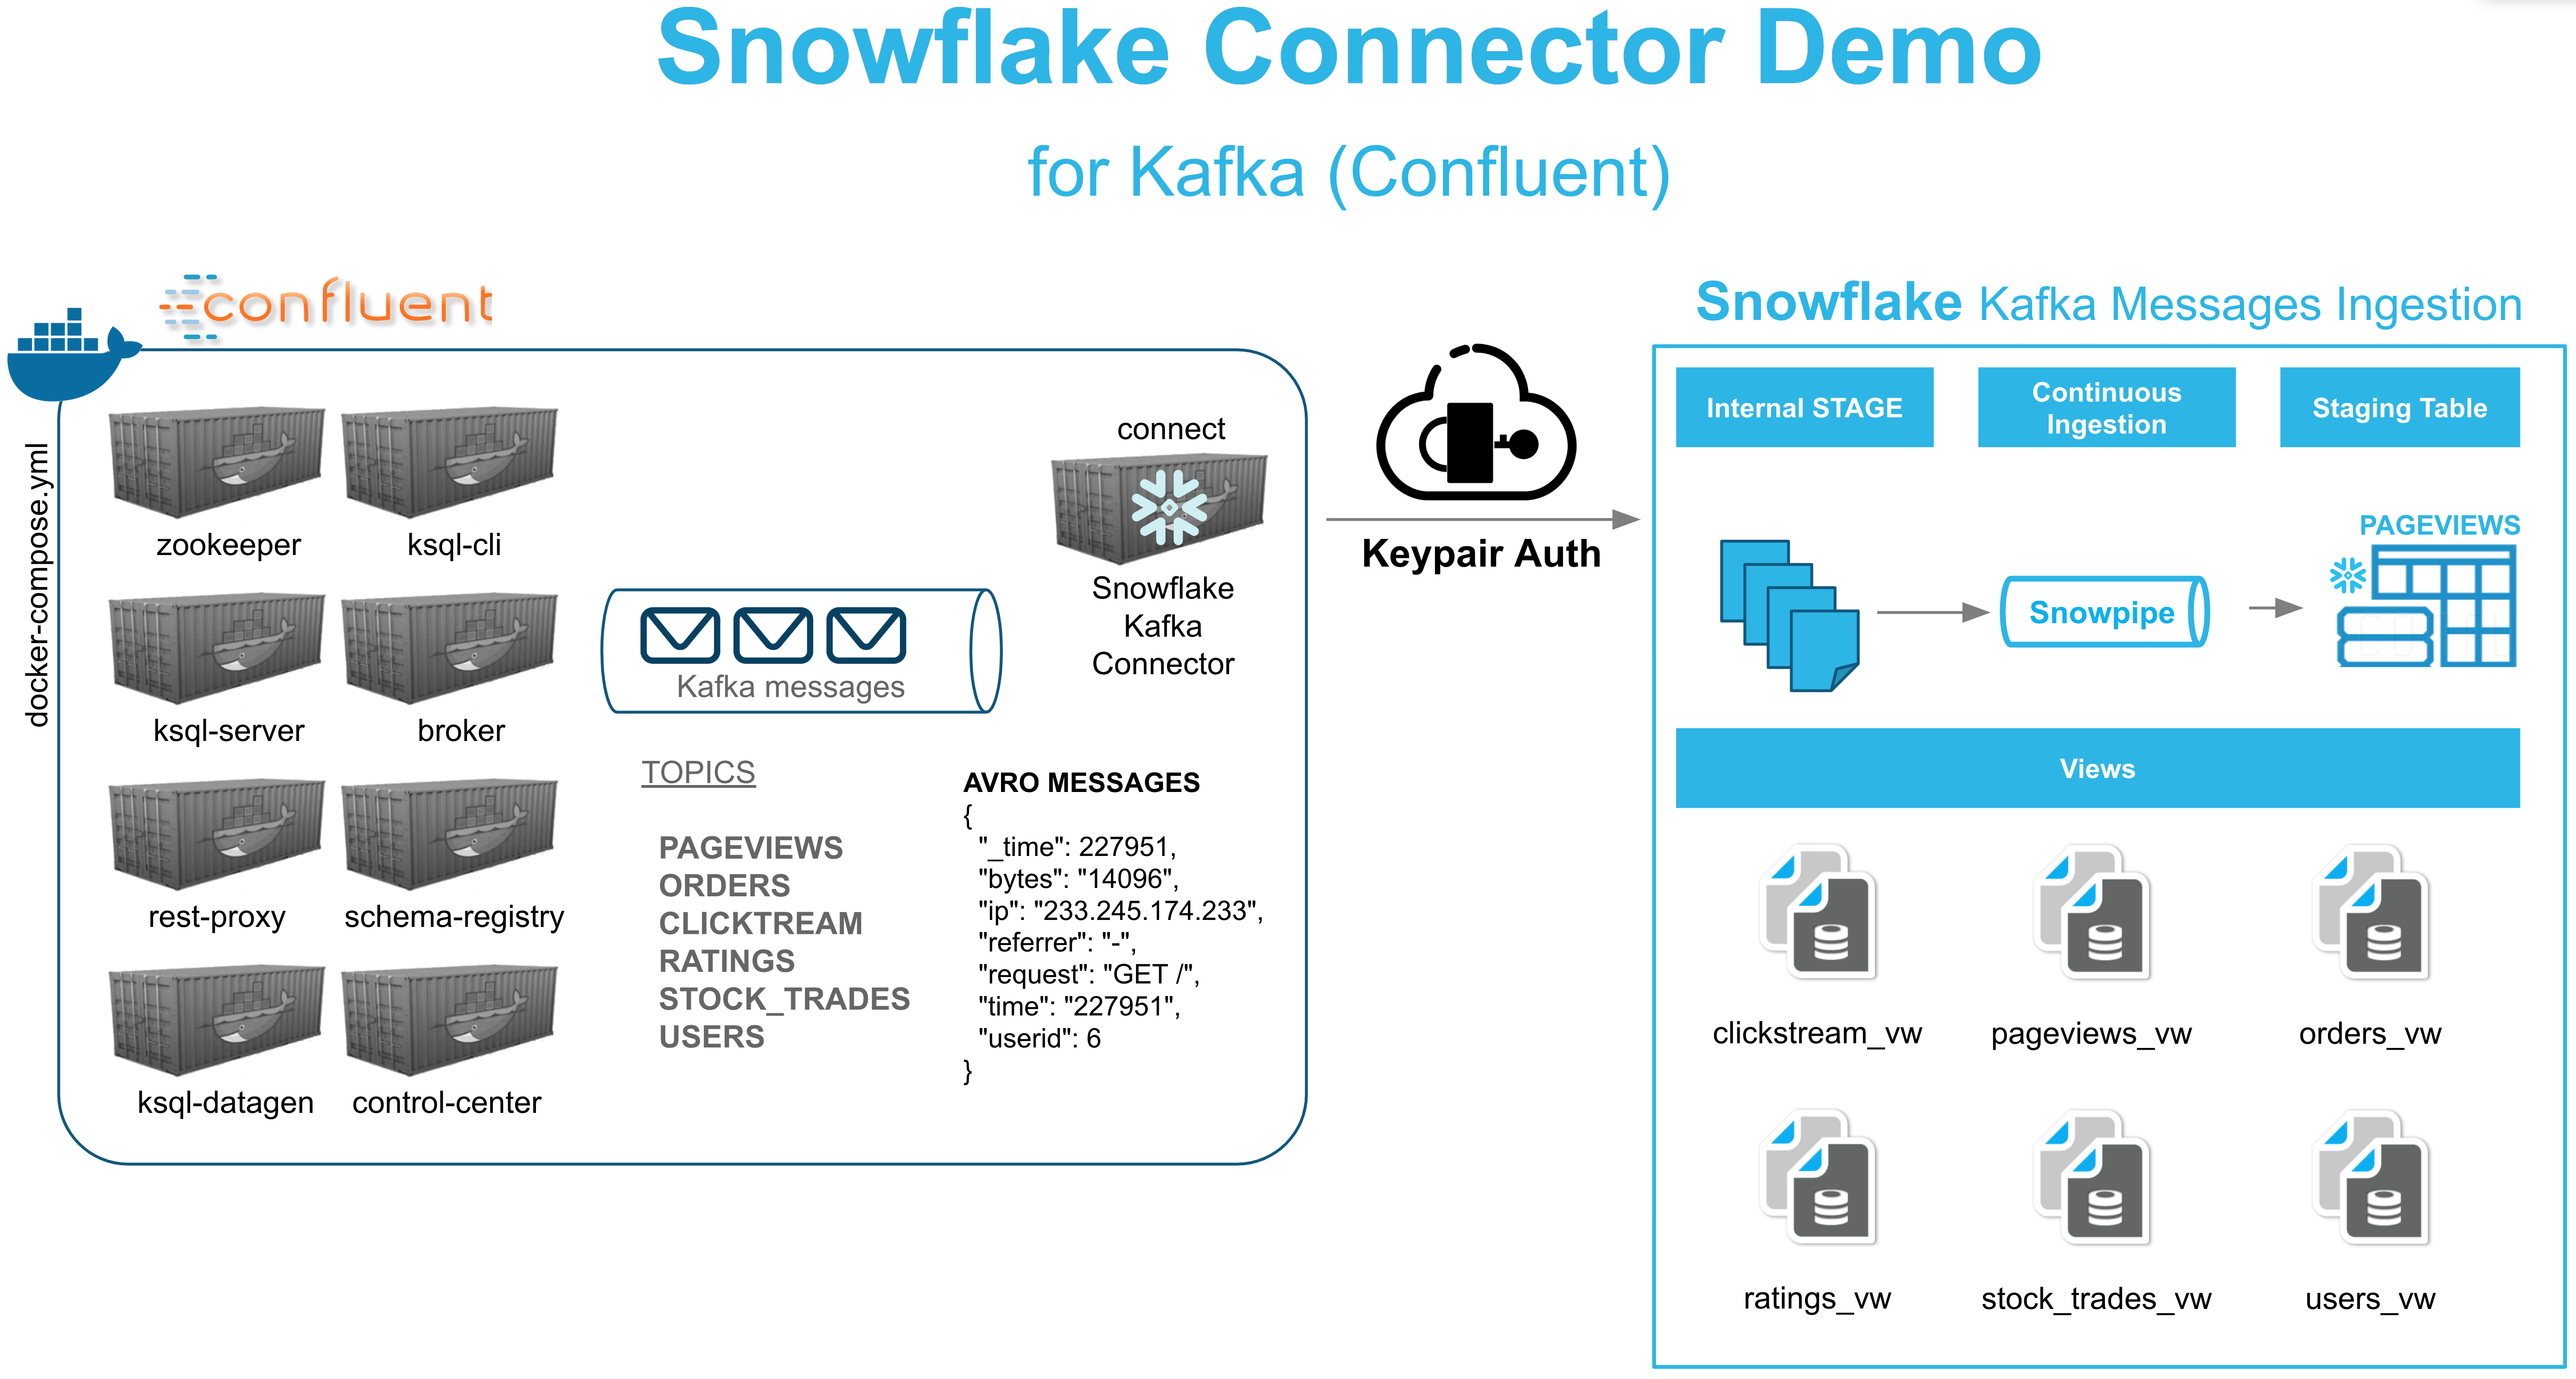 Snowflake Connector Demo
for Kafka (Confluent)
confluent
docker-compose.yml
zookeeper
ksql-cli
ksql-server
broker
rest-proxy
schema-registry
ksql-datagen
control-center
Kafka messages
TOPICS
PAGEVIEWS
ORDERS
CLICKTREAM
RATINGS
STOCK_TRADES
USERS
connect
Snowflake
Kafka
Connector
AVRO MESSAGES
{
"_time": 227951,
"bytes": "14096",
"ip": "233.245.174.233",
"referrer": "-",
"request": "GET /",
"time": "227951",
"userid": 6
}
Keypair Auth
Snowflake Kafka Messages Ingestion
Internal STAGE
Continuous
Ingestion
Staging Table
Snowpipe
PAGEVIEWS
Views
clickstream_vw
pageviews_vw
orders_vw
ratings_vw
stock_trades_vw
users_vw